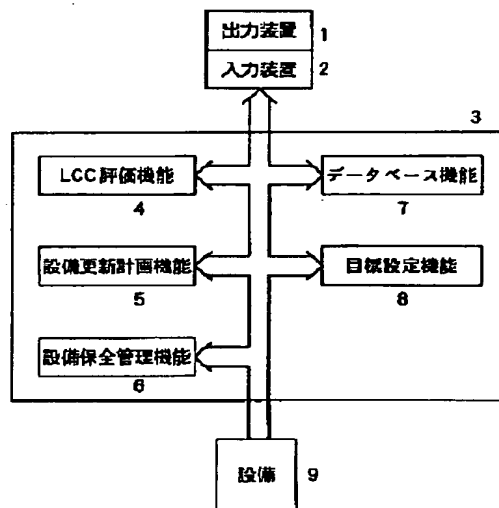 出力装置 1
入力装置 2
3
LCC評価機能
4
データベース機能
7
設備更新計画機能
5
目標設定機能
8
設備保全管理機能
6
設備 9